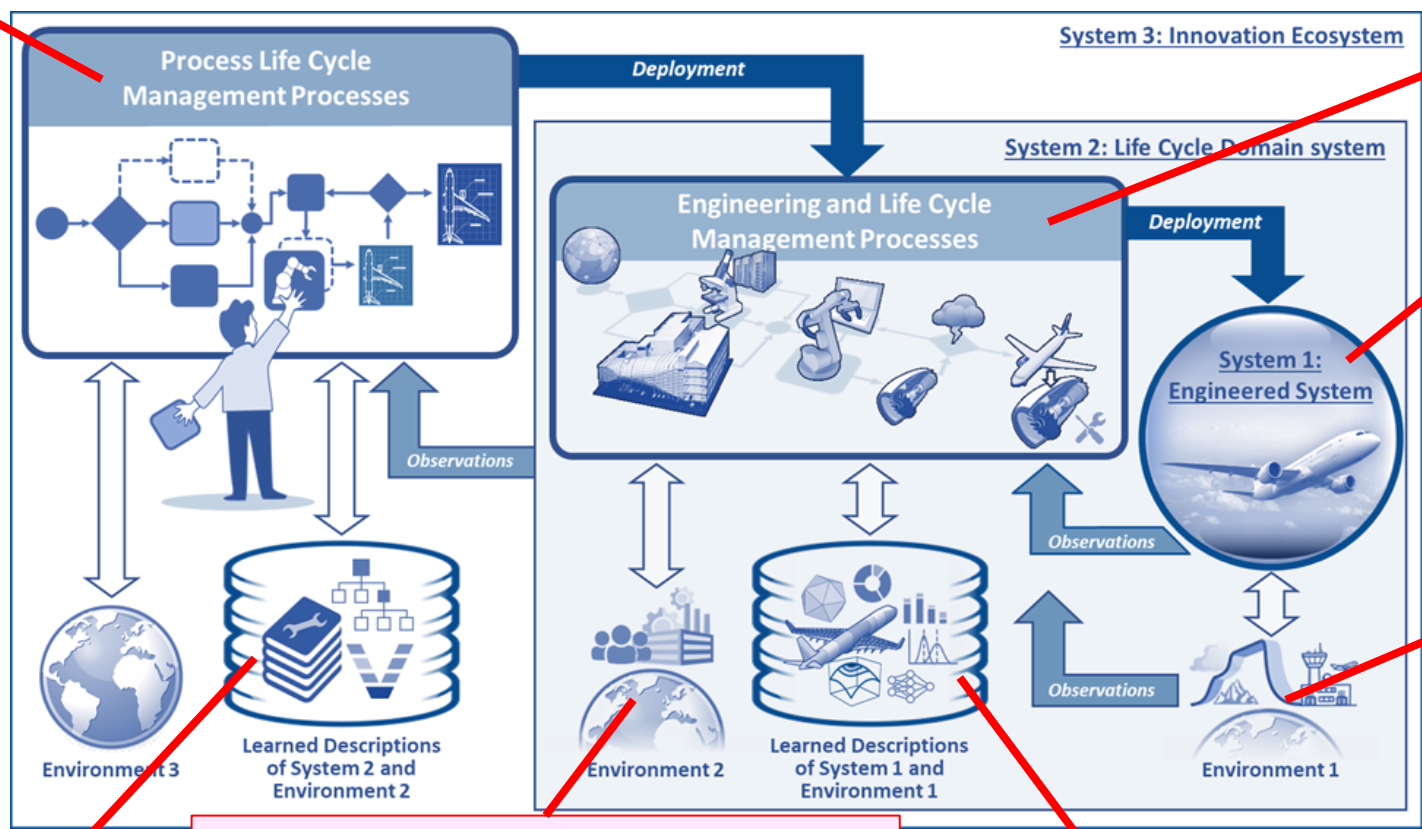 System 3: Innovation Ecosystem
Process Life Cycle
Management Processes
Deployment
System 2: Life Cycle Domain system
Engineering and Life Cycle
Management Processes
Deployment
System 1:
Engineered System
Observations
Observations
Observations
Environment 3
Learned Descriptions
of System 2 and
Environment 2
Environment 2
Learned Descriptions
of System 1 and
Environment 1
Environment 1